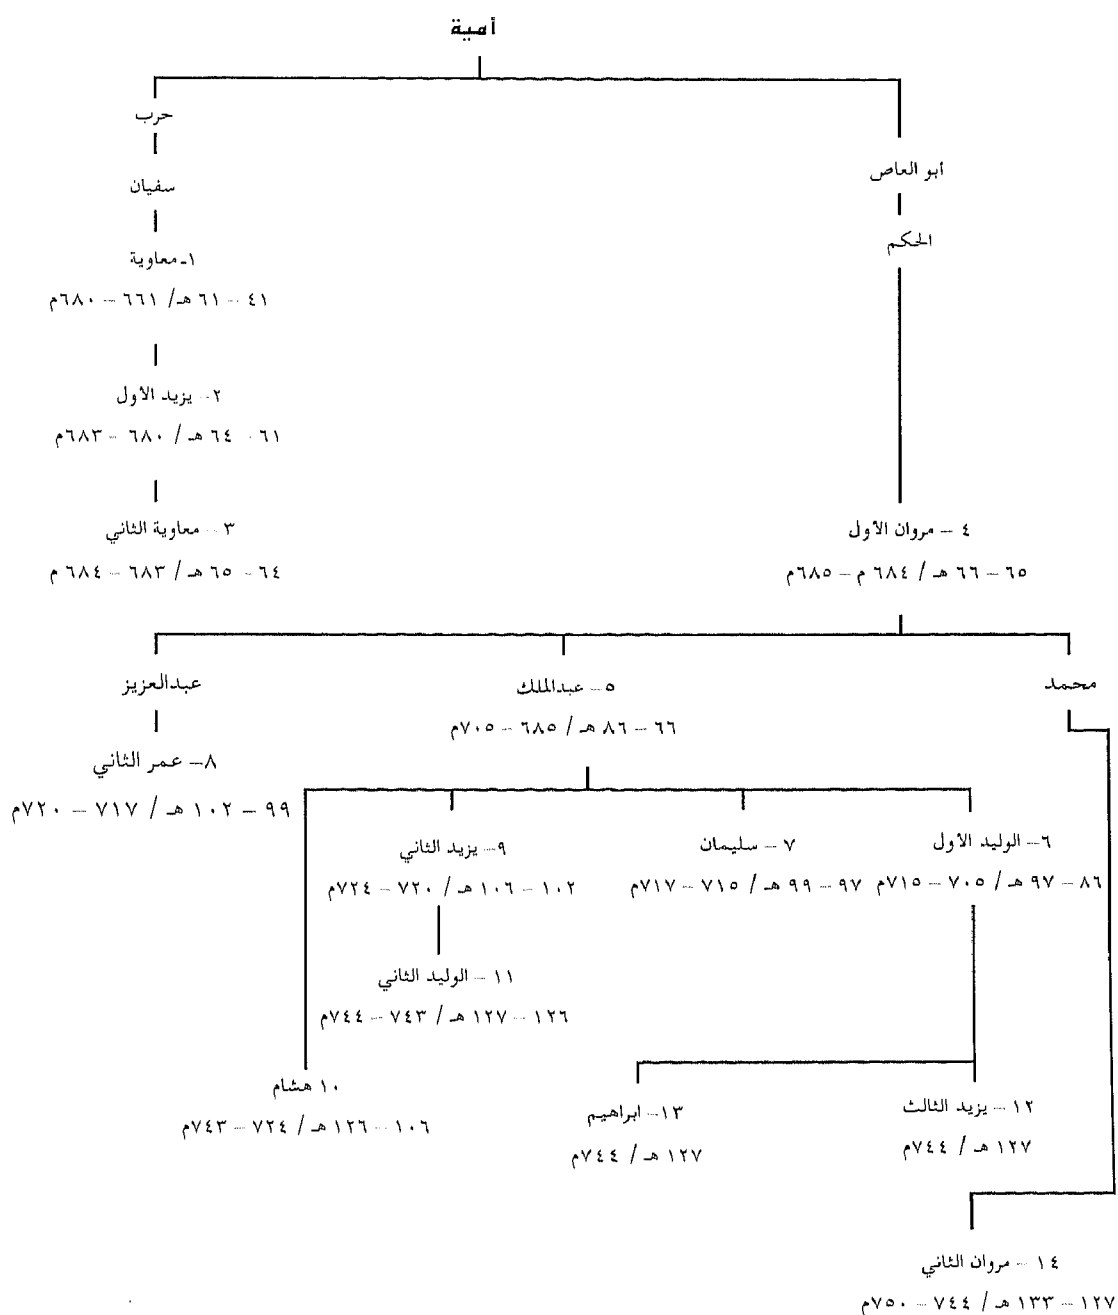 أمية
حرب
أبو العاص
سفيان
الحكم
١ـ معاوية
٤١ – ٦١ هـ/ ٦٦١ – ٦٨٠م
٢– يزيد الأول
٦١– ٦٤ هـ/ ٦٨٠ – ٦٨٣م
٣ – معاوية الثاني
٦٤ – ٦٥ هـ/ ٦٨٣ – ٦٨٤ م
٤ – مروان الأول
٦٥ – ٦٦ هـ / ٦٨٤ م – ٦٨٥م
محمد
٥– عبدالملك
٦٦ – ٨٦ هـ/ ٦٨٥ – ٧٠٥م
عبدالعزيز
٨– عمر الثاني
٩٩ – ١٠٢ هـ/ ٧١٧ – ٧٢٠م
٦– الوليد الأول
٨٦ – ٩٧ هـ/ ٧٠٥ – ٧١٥م
٧ – سليمان
٩٧ – ٩٩ هـ/ ٧١٥ – ٧١٧م
٩– يزيد الثاني
١٠٢ – ١٠٦ هـ/ ٧٢٠ – ٧٢٤م
١١ – الوليد الثاني
١٢٦ – ١٢٧ هـ/ ٧٤٣ – ٧٤٤م
١٠ هشام
١٠٦ – ١٢٦ هـ/ ٧٢٤ – ٧٤٣م
١٢ – يزيد الثالث
١٢٧ هـ / ٧٤٤م
١٣– ابراهيم
١٢٧ هـ / ٧٤٤م
١٤ – مروان الثاني
١٢٧ – ١٣٣ هـ/ ٧٤٤ – ٧٥٠م